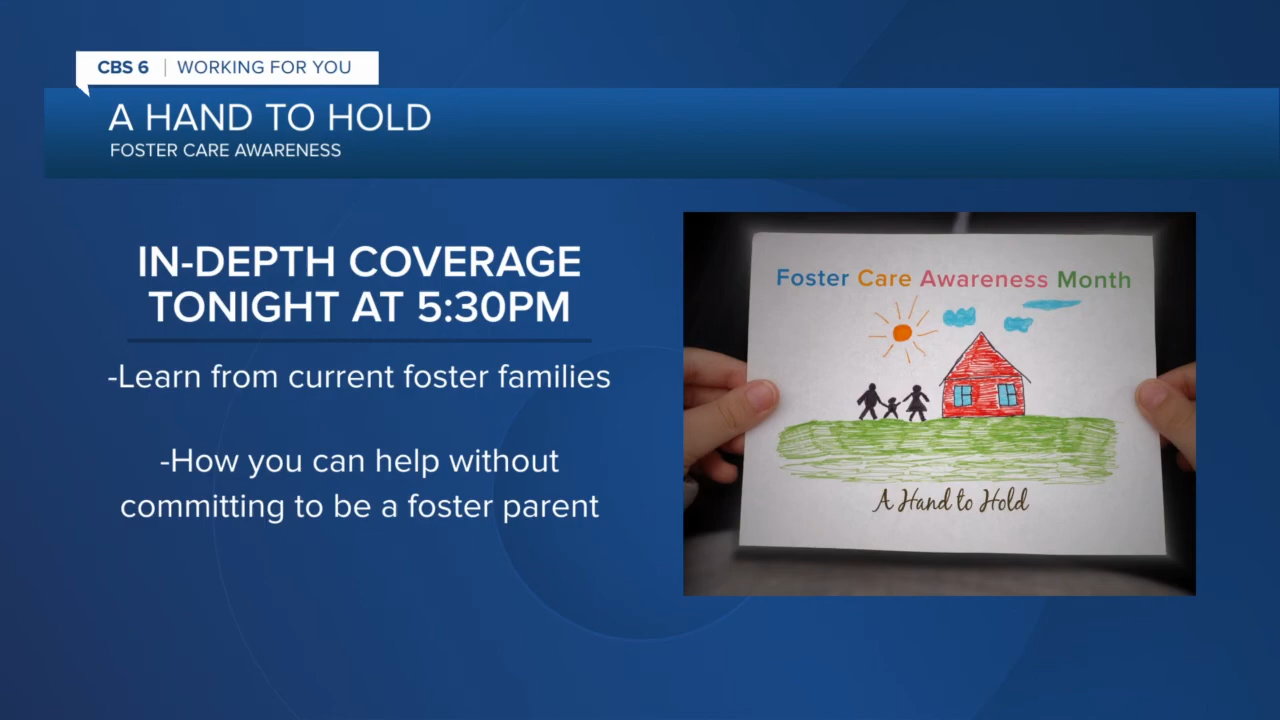 CBS 6 | WORKING FOR YOU
A HAND TO HOLD
FOSTER CARE AWARENESS
IN-DEPTH COVERAGE
TONIGHT AT 5:30PM
-Learn from current foster families
-How you can help without
committing to be a foster parent
Foster Care Awareness Month
A Hand to Hold